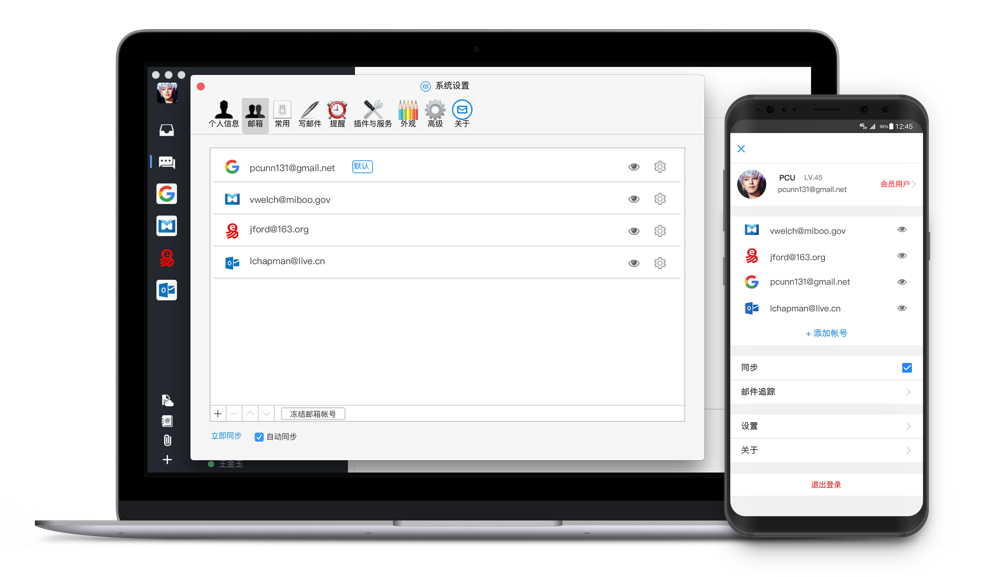 系统设置
个人信息 邮箱 常用 写邮件 提醒 插件与服务 外观 高级 关于
pcunn131@gmail.net 默认
vwelch@miboo.gov
jford@163.org
lchapman@live.cn
冻结邮箱帐号
立即同步 自动同步
王金玉
12:45
PCU LV.45
pcunn131@gmail.net
会员用户
vwelch@miboo.gov
jford@163.org
pcunn131@gmail.net
lchapman@live.cn
+ 添加帐号
同步
邮件追踪
设置
关于
退出登录